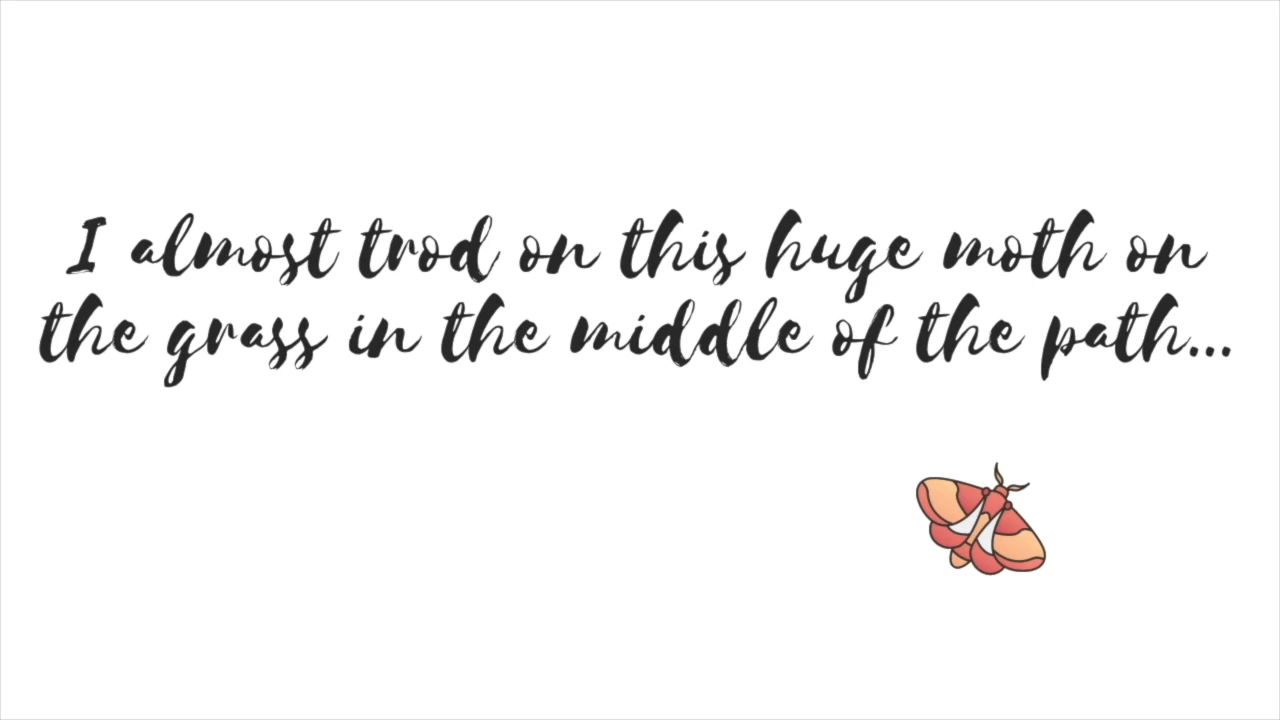 I almost trod on this huge moth on
the grass in the middle of the path...